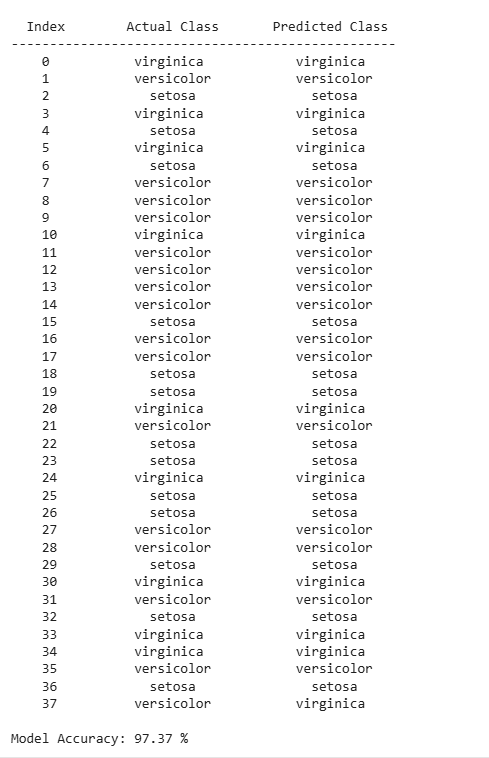 Index Actual Class Predicted Class
--------------------------------------------------
0 virginica virginica
1 versicolor versicolor
2 setosa setosa
3 virginica virginica
4 setosa setosa
5 virginica virginica
6 setosa setosa
7 versicolor versicolor
8 versicolor versicolor
9 versicolor versicolor
10 virginica virginica
11 versicolor versicolor
12 versicolor versicolor
13 versicolor versicolor
14 versicolor versicolor
15 setosa setosa
16 versicolor versicolor
17 versicolor versicolor
18 setosa setosa
19 setosa setosa
20 virginica virginica
21 versicolor versicolor
22 setosa setosa
23 setosa setosa
24 virginica virginica
25 setosa setosa
26 setosa setosa
27 versicolor versicolor
28 versicolor versicolor
29 setosa setosa
30 virginica virginica
31 versicolor versicolor
32 setosa setosa
33 virginica virginica
34 virginica virginica
35 versicolor versicolor
36 setosa setosa
37 versicolor virginica
Model Accuracy: 97.37 %